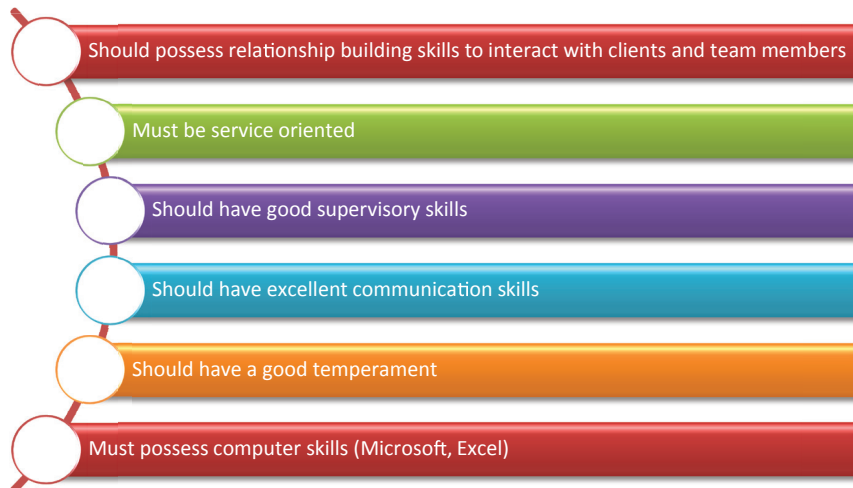 Should possess relationship building skills to interact with clients and team members
Must be service oriented
Should have good supervisory skills
Should have excellent communication skills
Should have a good temperament
Must possess computer skills (Microsoft, Excel)